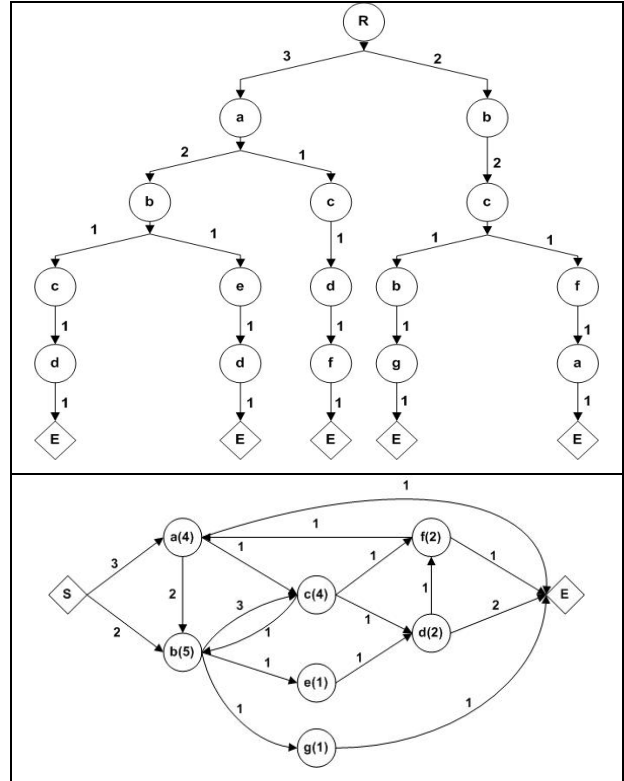 R
3 2
a b
2 1 2
b c c
1 1 1 1 1
c e d b f
1 1 1 1 1
d d f g a
1 1 1 1 1
E E E E E
1
a(4) 1 f(2)
3 1 1 1
S 2 3 c(4) 1 E
2 1 1 d(2) 2
b(5) 1 1
e(1)
1 1
g(1)